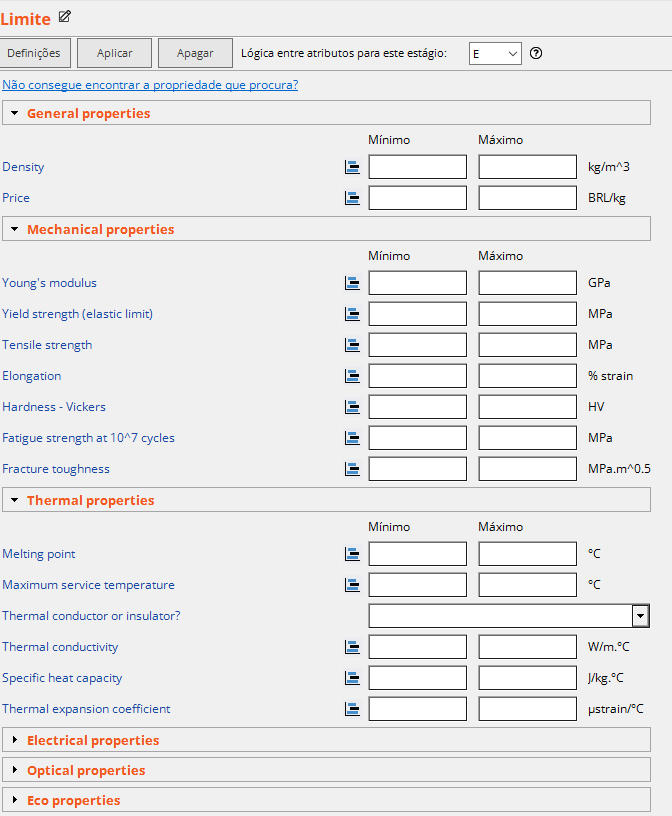 Limite
Definições Aplicar Apagar Lógica entre atributos para este estágio: E
Não consegue encontrar a propriedade que procura?
General properties
Mínimo Máximo
Density kg/m^3
Price BRL/kg
Mechanical properties
Mínimo Máximo
Young's modulus GPa
Yield strength (elastic limit) MPa
Tensile strength MPa
Elongation % strain
Hardness - Vickers HV
Fatigue strength at 10^7 cycles MPa
Fracture toughness MPa.m^0.5
Thermal properties
Mínimo Máximo
Melting point °C
Maximum service temperature °C
Thermal conductor or insulator?
Thermal conductivity W/m.°C
Specific heat capacity J/kg.°C
Thermal expansion coefficient µstrain/°C
Electrical properties
Optical properties
Eco properties